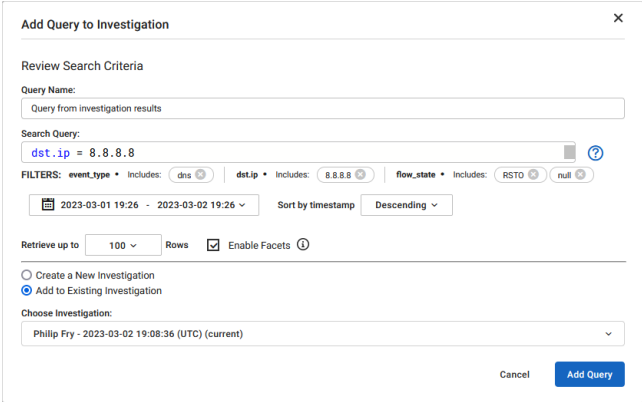 Add Query to Investigation
Review Search Criteria
Query Name:
Query from investigation results
Search Query:
dst.ip = 8.8.8.8
FILTERS: event_type • Includes: dns dst.ip • Includes: 8.8.8.8 flow_state • Includes: RSTO null
2023-03-01 19:26 - 2023-03-02 19:26 Sort by timestamp Descending
Retrieve up to 100 Rows Enable Facets
Create a New Investigation
Add to Existing Investigation
Choose Investigation:
Philip Fry - 2023-03-02 19:08:36 (UTC) (current)
Cancel Add Query